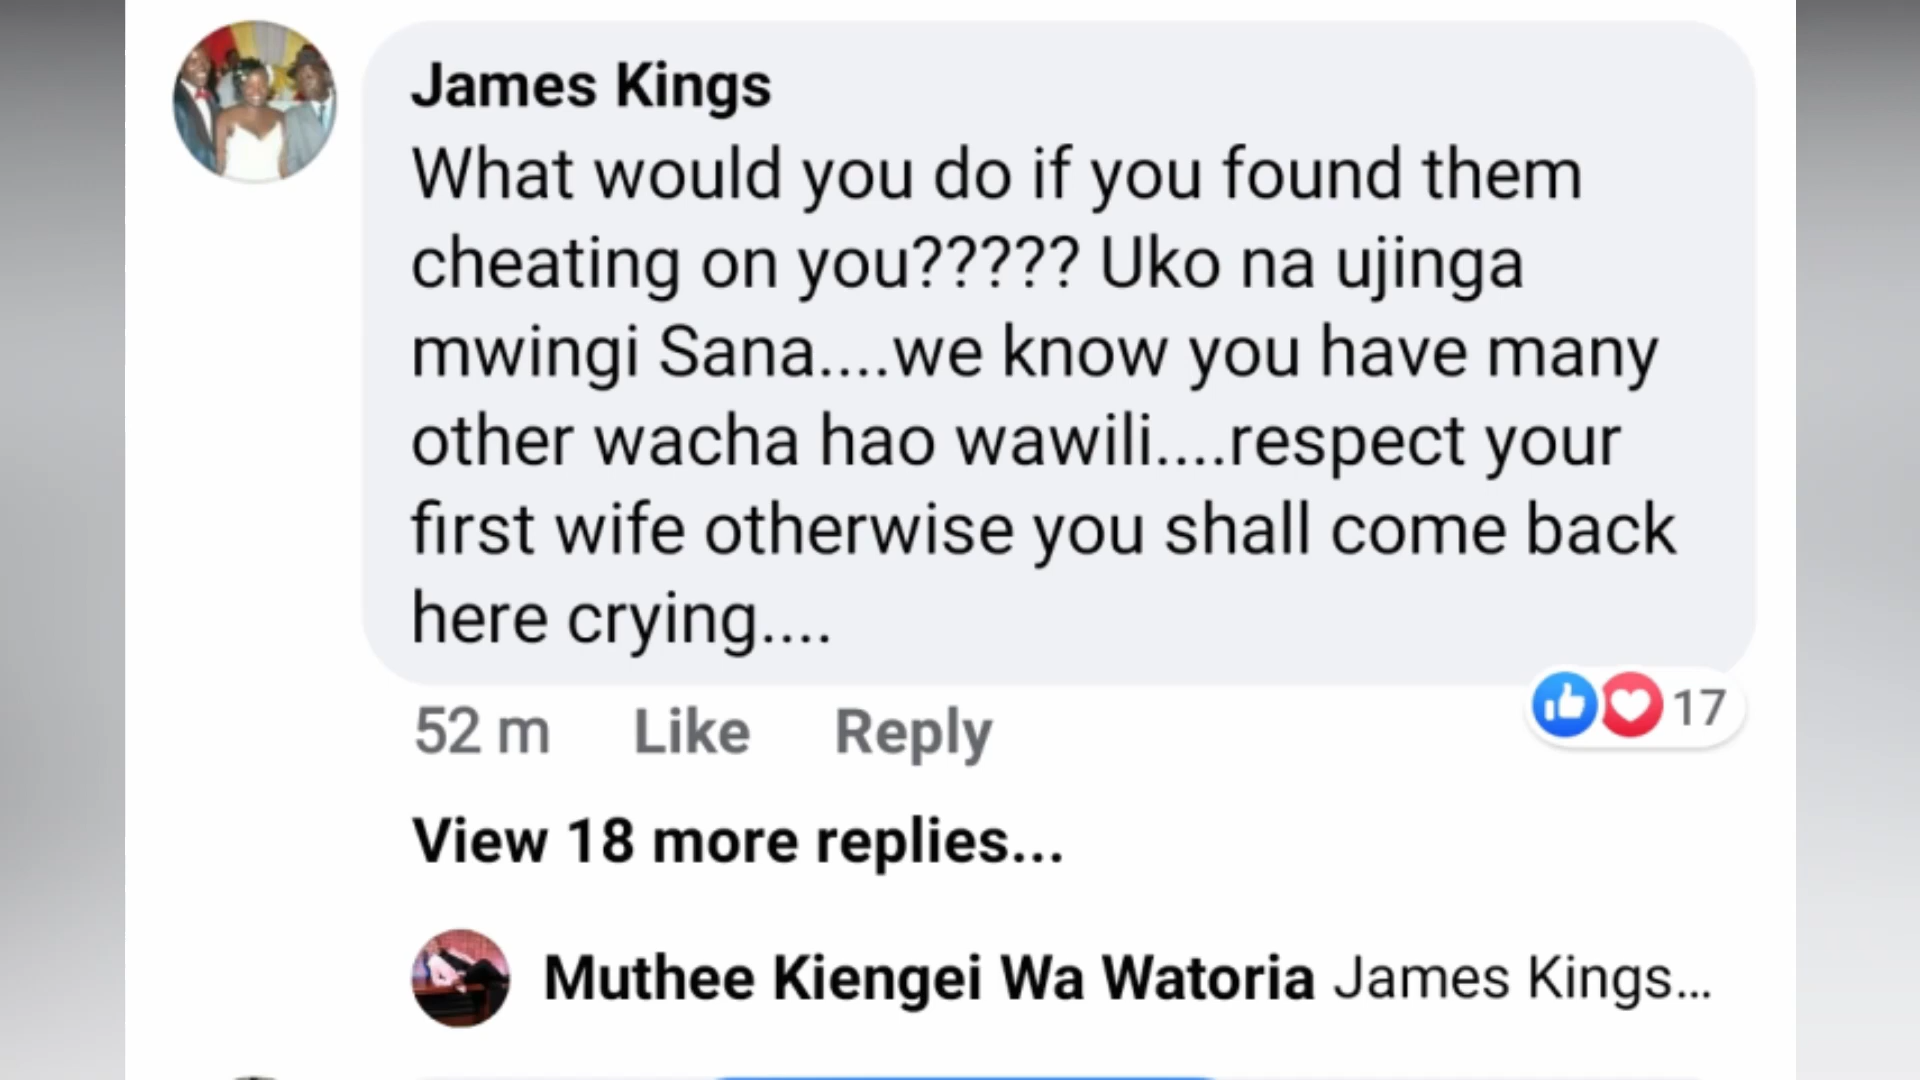 James Kings
What would you do if you found them
cheating on you????? Uko na ujinga
mwingi Sana....we know you have many
other wacha hao wawili....respect your
first wife otherwise you shall come back
here crying....
52 m Like Reply 17
View 18 more replies...
Muthee Kiengei Wa Watoria James Kings...